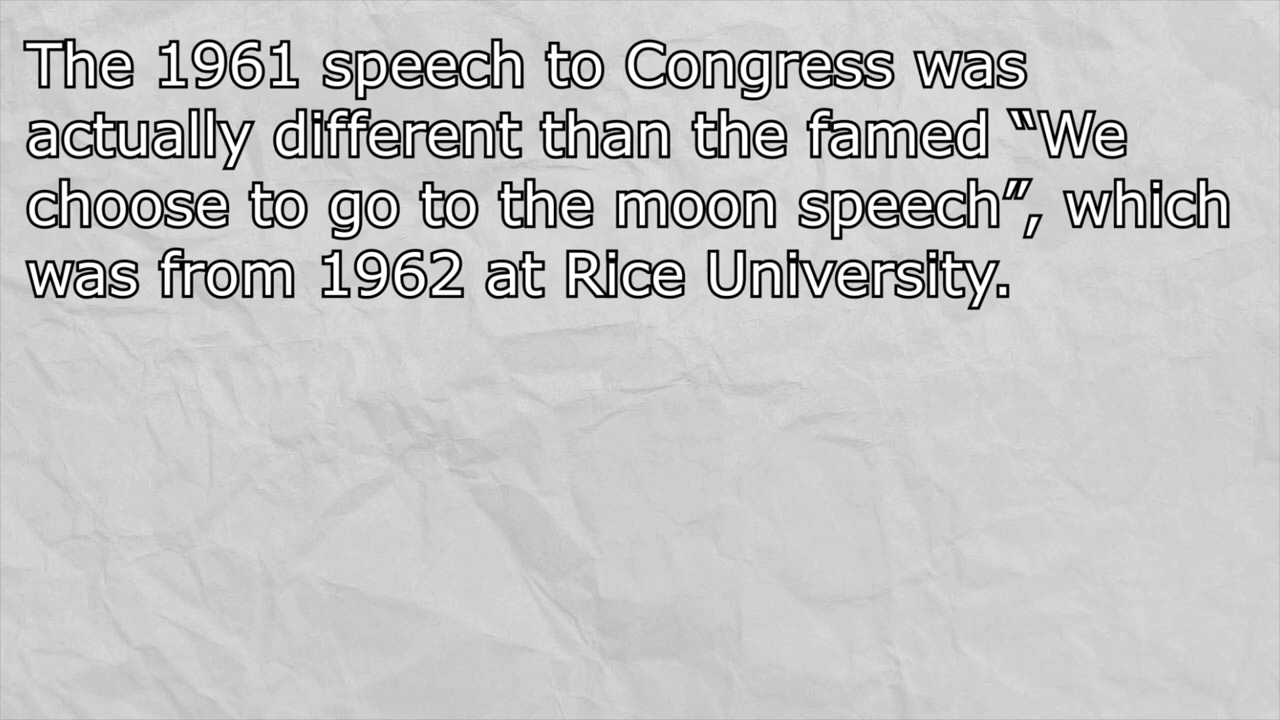 The 1961 speech to Congress was
actually different than the famed “We
choose to go to the moon speech”, which
was from 1962 at Rice University.